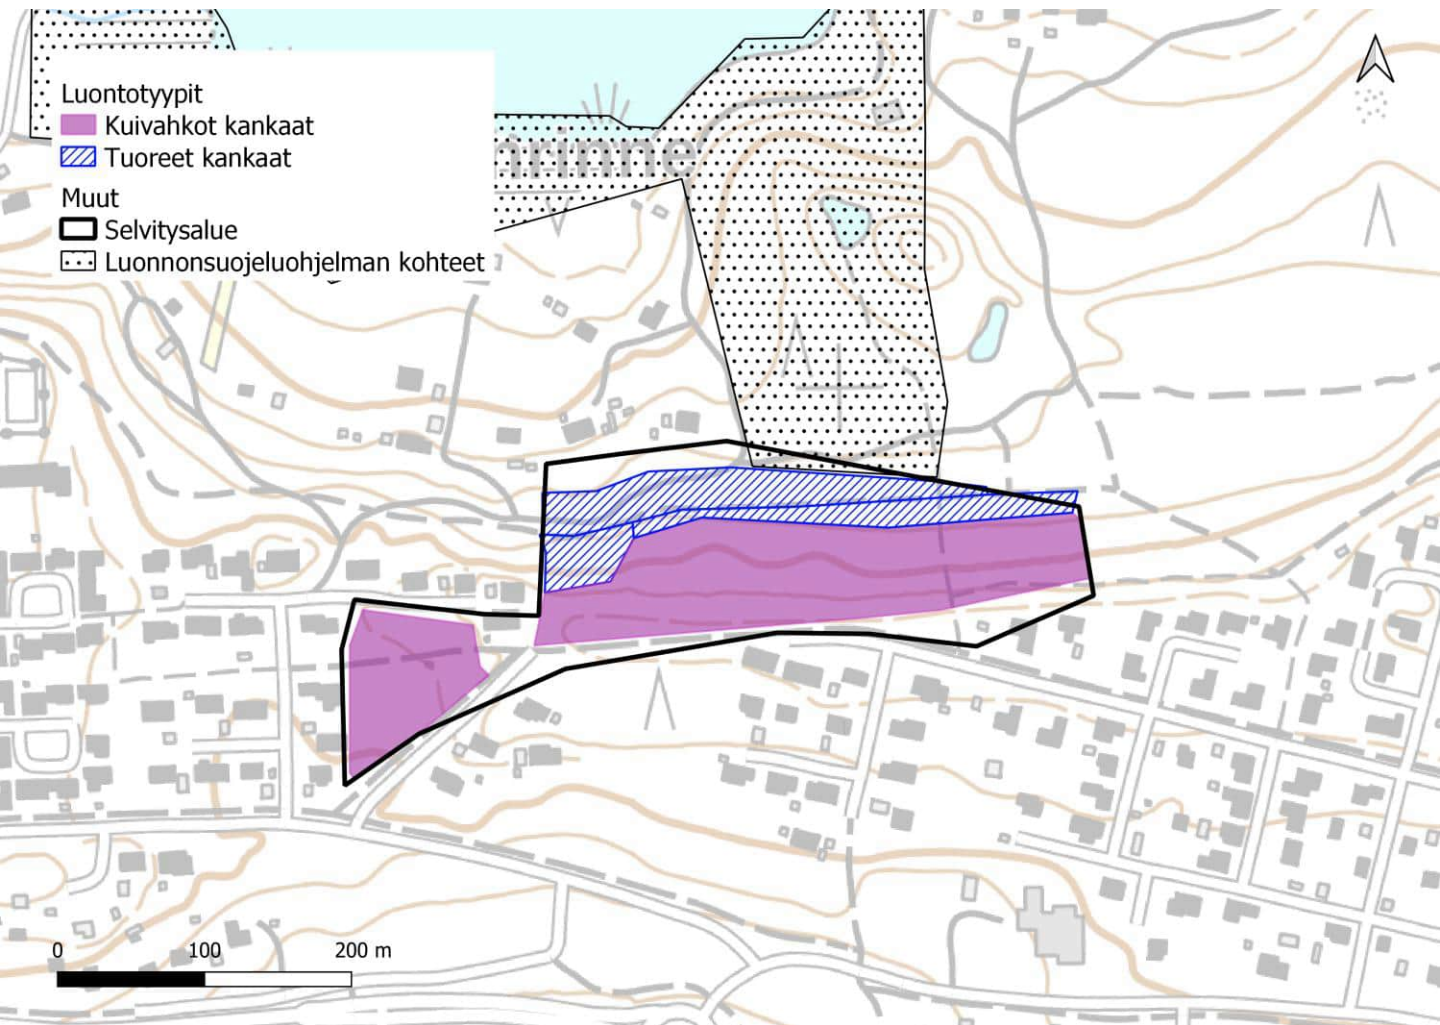 Luontotyypit
Kuivahkot kankaat
Tuoreet kankaat
Muut
Selvitysalue
Luonnonsuojeluohjelman kohteet
0 100 200 m